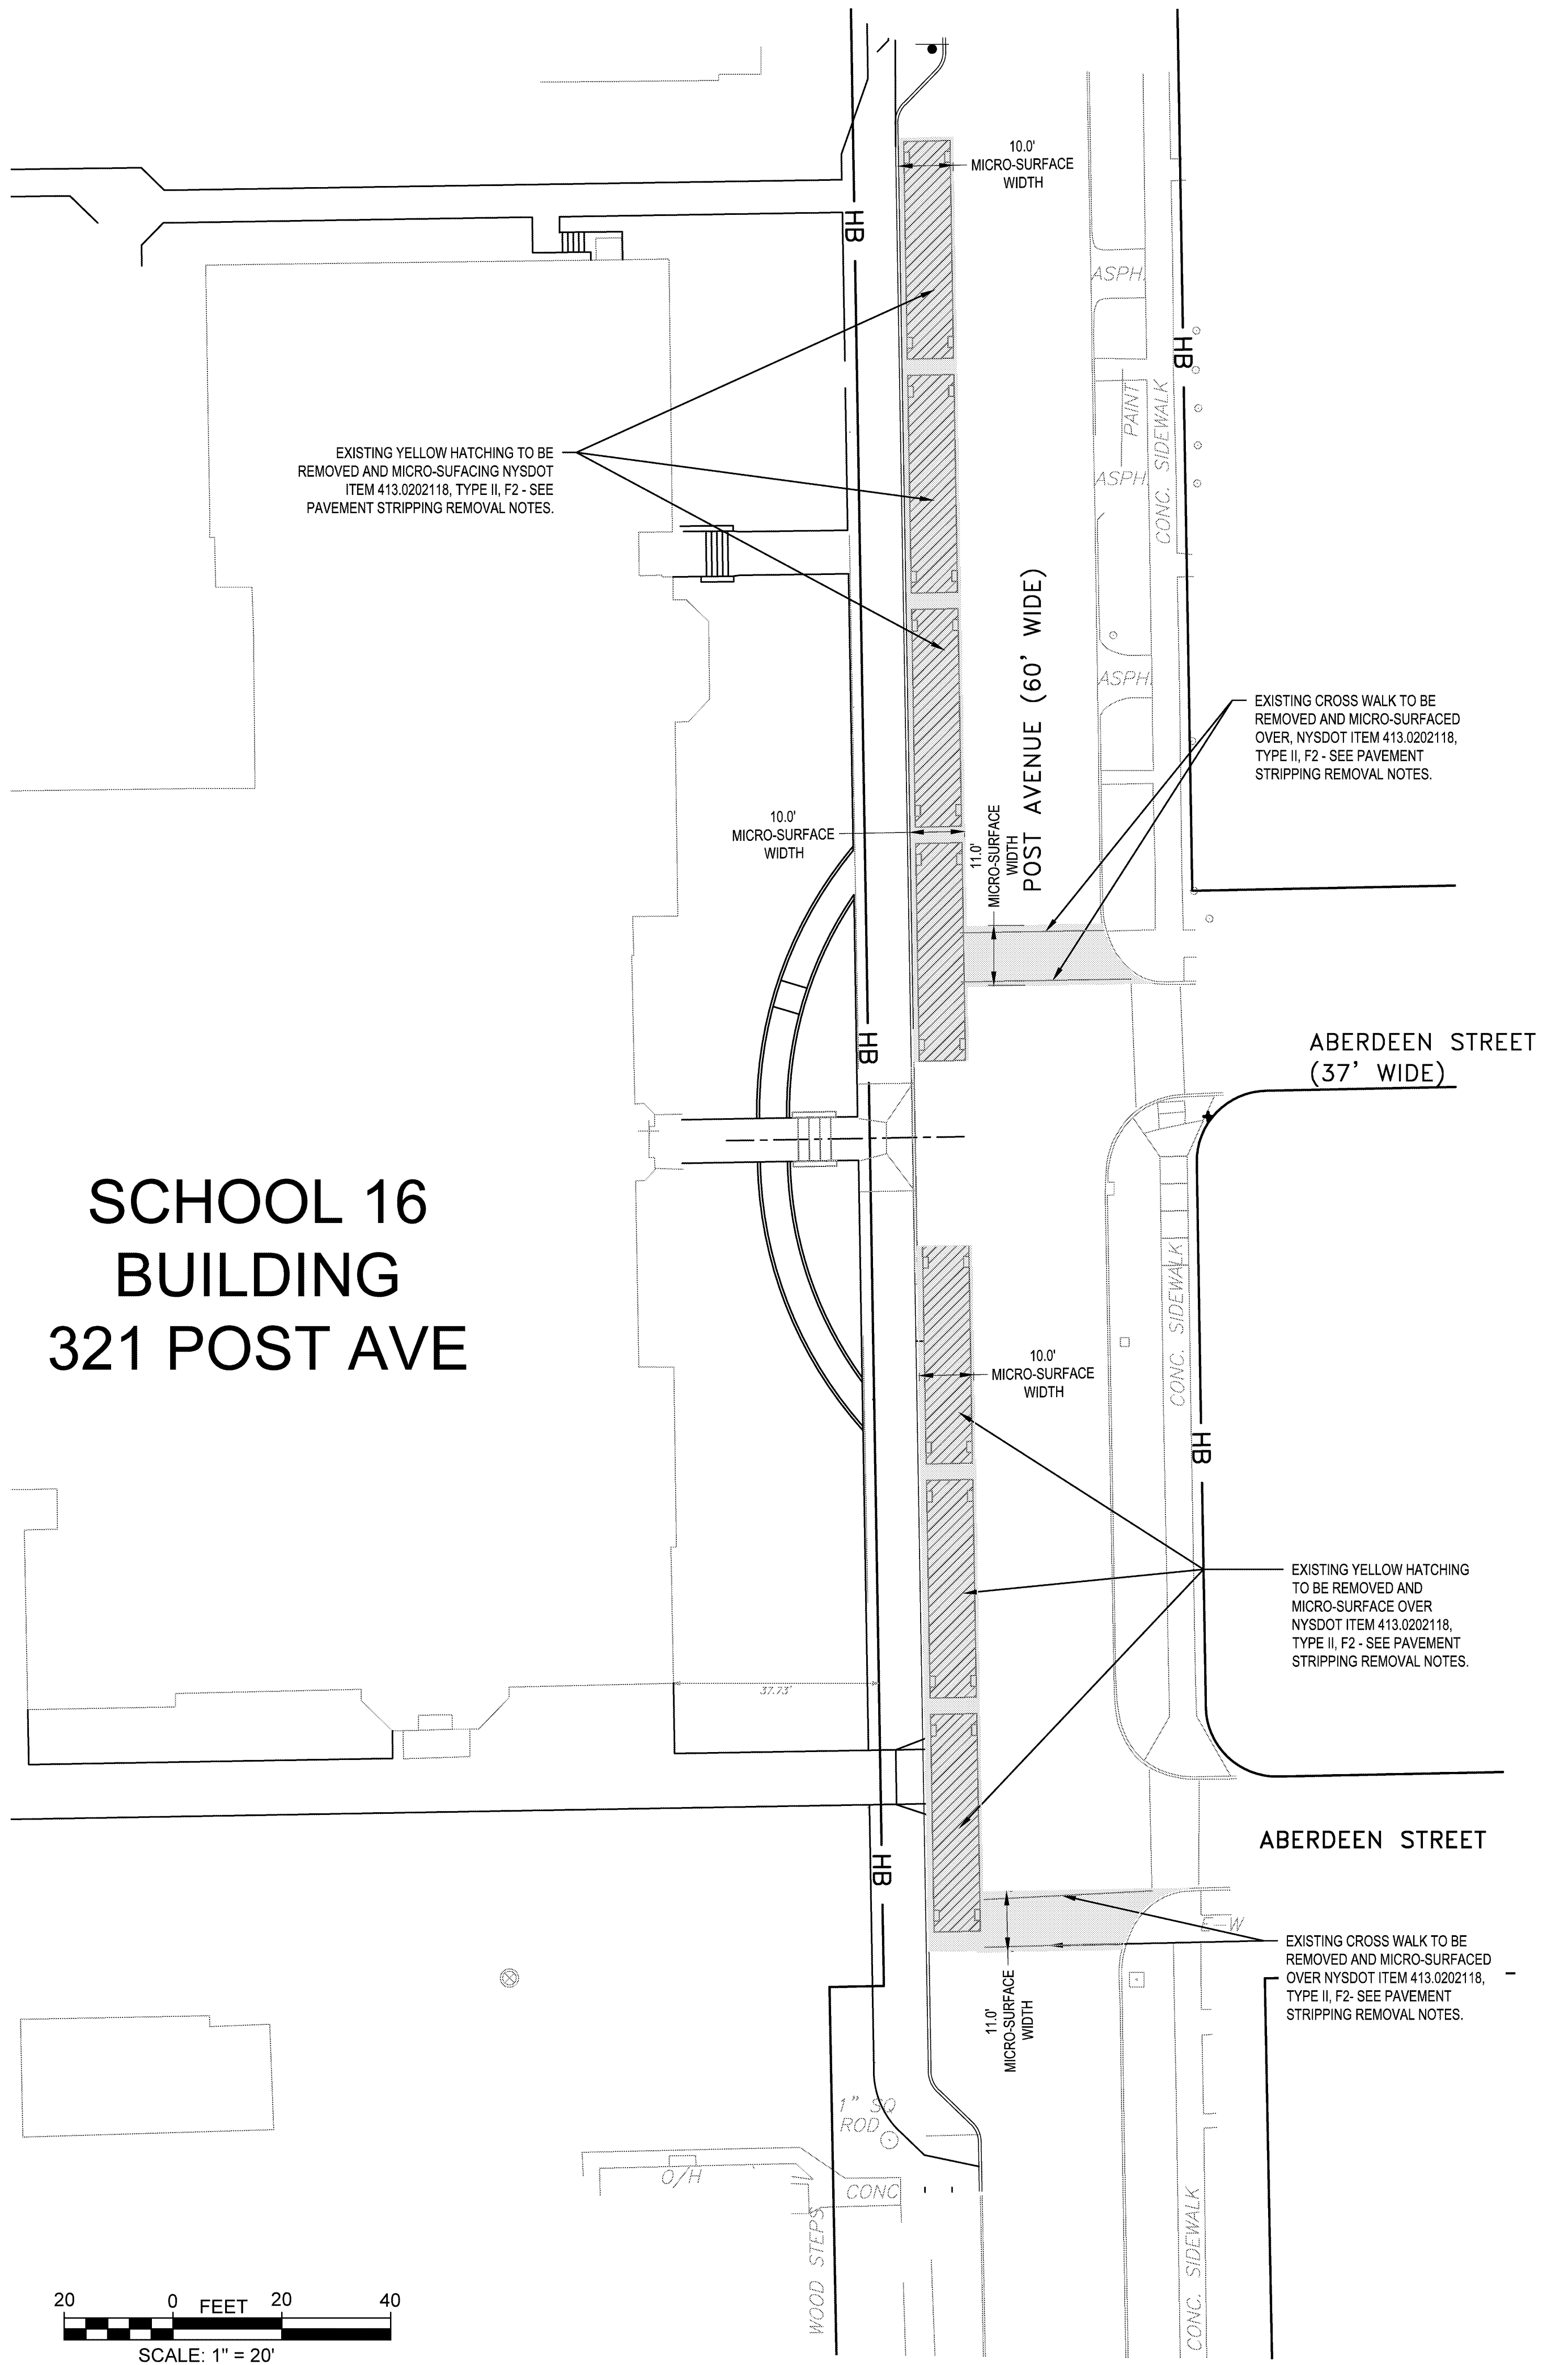 10.0'
MICRO-SURFACE
WIDTH
HB
ASPH.
HB
PAINT
CONC. SIDEWALK
EXISTING YELLOW HATCHING TO BE
REMOVED AND MICRO-SUFACING NYSDOT
ITEM 413.0202118, TYPE II, F2 - SEE
PAVEMENT STRIPPING REMOVAL NOTES.
ASPH.
POST AVENUE (60' WIDE)
ASPH.
EXISTING CROSS WALK TO BE
REMOVED AND MICRO-SURFACED
OVER, NYSDOT ITEM 413.0202118,
TYPE II, F2 - SEE PAVEMENT
STRIPPING REMOVAL NOTES.
10.0'
MICRO-SURFACE
WIDTH
11.0'
MICRO-SURFACE
WIDTH
HB
ABERDEEN STREET
(37' WIDE)
SCHOOL 16
BUILDING
321 POST AVE
CONC. SIDEWALK
10.0'
MICRO-SURFACE
WIDTH
HB
EXISTING YELLOW HATCHING
TO BE REMOVED AND
MICRO-SURFACE OVER
NYSDOT ITEM 413.0202118,
TYPE II, F2 - SEE PAVEMENT
STRIPPING REMOVAL NOTES.
37.73'
ABERDEEN STREET
HB
E-W
EXISTING CROSS WALK TO BE
REMOVED AND MICRO-SURFACED
OVER NYSDOT ITEM 413.0202118,
TYPE II, F2- SEE PAVEMENT
STRIPPING REMOVAL NOTES.
11.0'
MICRO-SURFACE
WIDTH
1" SQ
ROD
O/H
CONC
WOOD STEPS
CONC. SIDEWALK
20 0 FEET 20 40
SCALE: 1" = 20'